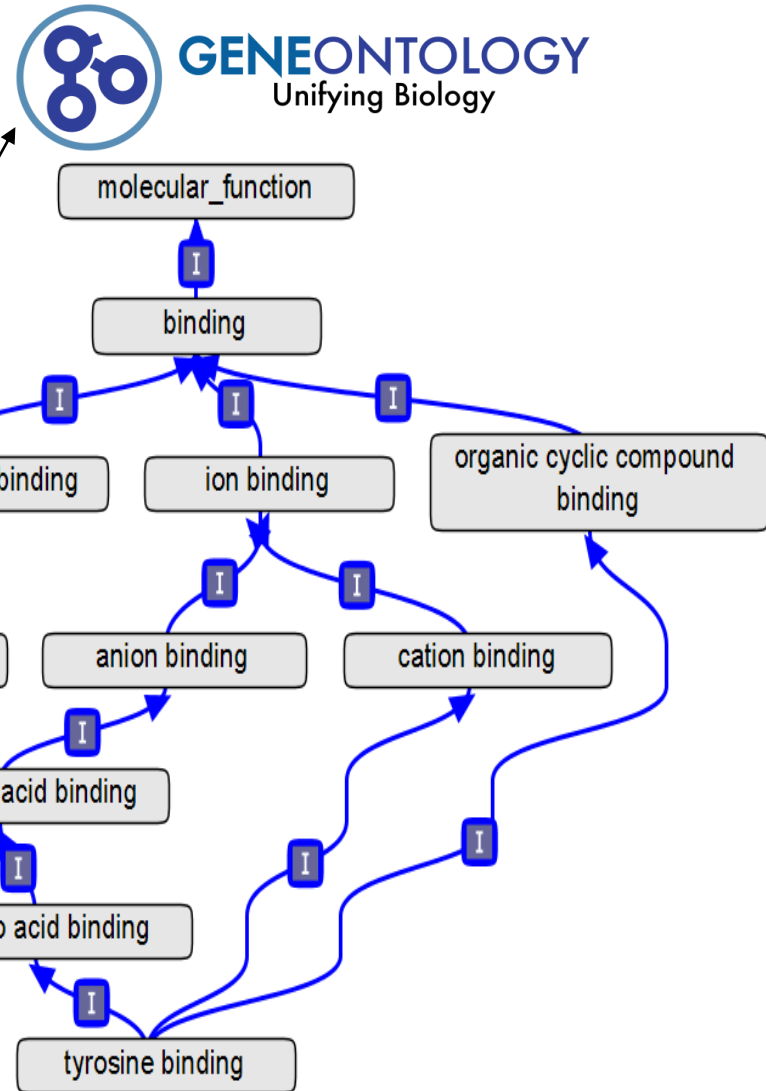 GENEONTOLOGY
Unifying Biology
molecular_function
I
binding
I
I
I
binding
ion binding
organic cyclic compound
binding
I
I
anion binding
cation binding
I
acid binding
I
I
I
acid binding
I
tyrosine binding